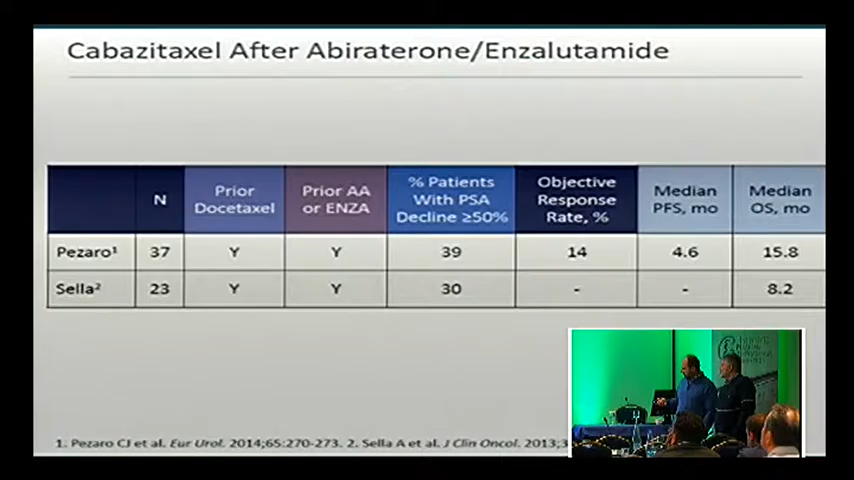 Cabazitaxel After Abiraterone/Enzalutamide
N
Prior Docetaxel
Prior AA or ENZA
% Patients With PSA Decline ≥50%
Objective Response Rate, %
Median PFS, mo
Median OS, mo
Pezaro¹ 37 Y Y 39 14 4.6 15.8
Sella² 23 Y Y 30 - - 8.2
1. Pezaro CJ et al. Eur Urol. 2014;65:270-273. 2. Sella A et al. J Clin Oncol. 2013;3